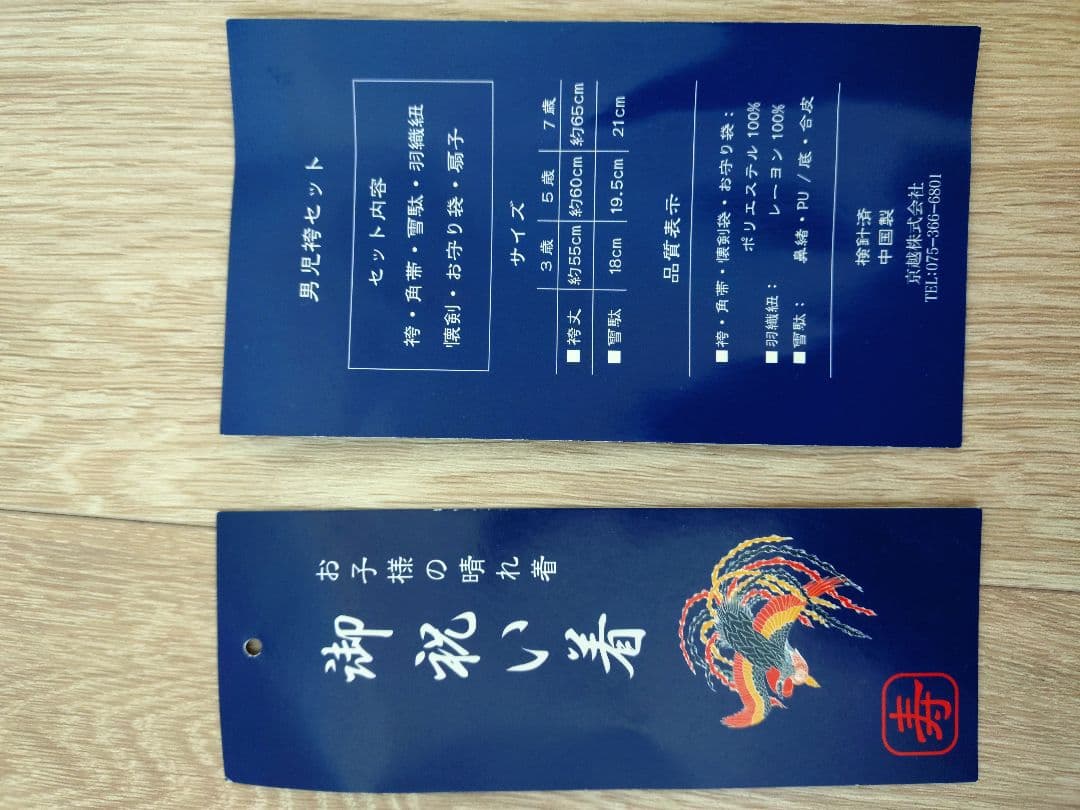 男児袴セット
セット内容
袴・角帯・雪駄・羽織紐
懐剣・お守り袋・扇子
サイズ
3歳 5歳 7歳
■袴丈 約55cm 約60cm 約65cm
■雪駄 18cm 19.5cm 21cm
品質表示
■袴・角帯・懐剣袋・お守り袋：
ポリエステル100%
■羽織紐： レーヨン100%
■雪駄： 鼻緒・PU/底・合皮
検針済
中国製
京越株式会社
TEL:075-366-6801
お子様の晴れ着
御祝い着
寿